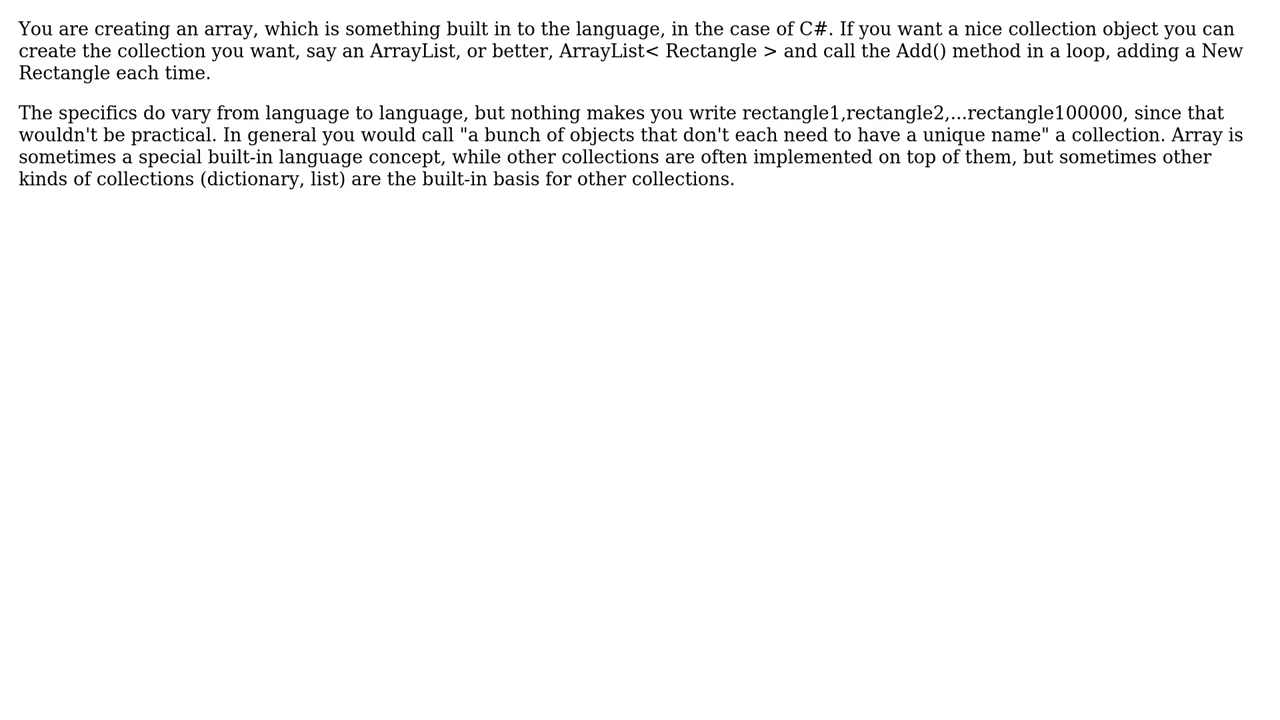 You are creating an array, which is something built in to the language, in the case of C#. If you want a nice collection object you can
create the collection you want, say an ArrayList, or better, ArrayList< Rectangle > and call the Add() method in a loop, adding a New
Rectangle each time.
The specifics do vary from language to language, but nothing makes you write rectangle1,rectangle2,...rectangle100000, since that
wouldn't be practical. In general you would call "a bunch of objects that don't each need to have a unique name" a collection. Array is
sometimes a special built-in language concept, while other collections are often implemented on top of them, but sometimes other
kinds of collections (dictionary, list) are the built-in basis for other collections.